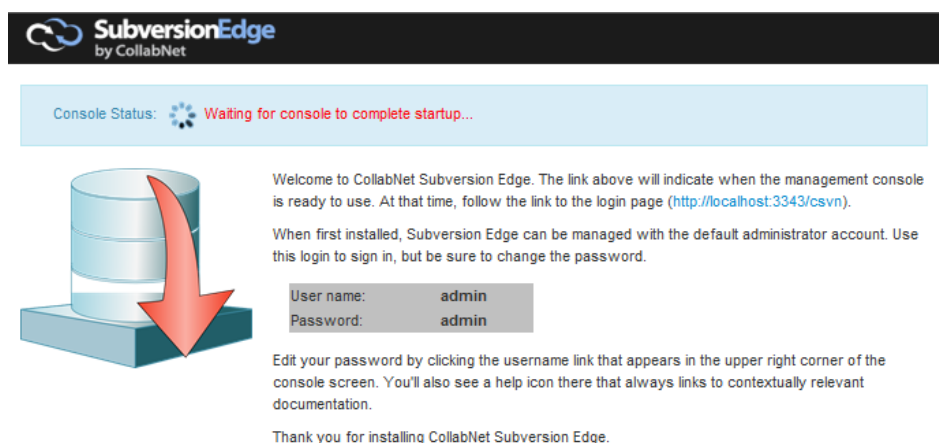 SubversionEdge
by CollabNet
Console Status: Waiting for console to complete startup...
Welcome to CollabNet Subversion Edge. The link above will indicate when the management console
is ready to use. At that time, follow the link to the login page (http://localhost:3343/csvn).
When first installed, Subversion Edge can be managed with the default administrator account. Use
this login to sign in, but be sure to change the password.
User name: admin
Password: admin
Edit your password by clicking the username link that appears in the upper right corner of the
console screen. You'll also see a help icon there that always links to contextually relevant
documentation.
Thank you for installing CollabNet Subversion Edge.